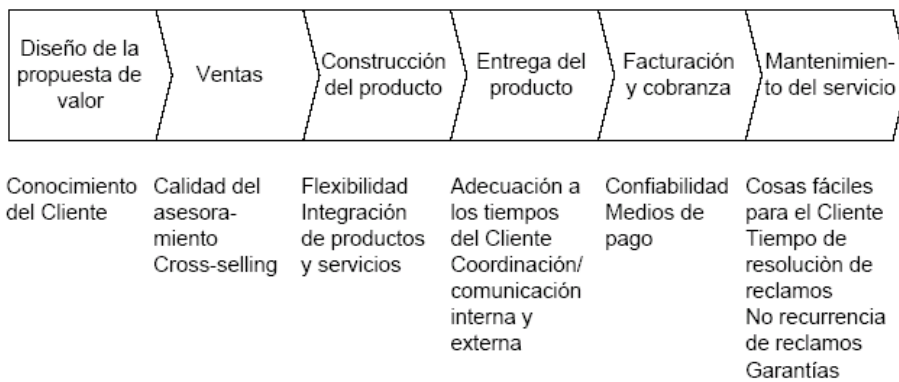 Diseño de la
propuesta de
valor
Ventas
Construcción
del producto
Entrega del
producto
Facturación
y cobranza
Mantenimien-
to del servicio
Conocimiento
del Cliente
Calidad del
asesora-
miento
Cross-selling
Flexibilidad
Integración
de productos
y servicios
Adecuación a
los tiempos
del Cliente
Coordinación/
comunicación
interna y
externa
Confiabilidad
Medios de
pago
Cosas fáciles
para el Cliente
Tiempo de
resoluciòn de
reclamos
No recurrencia
de reclamos
Garantías